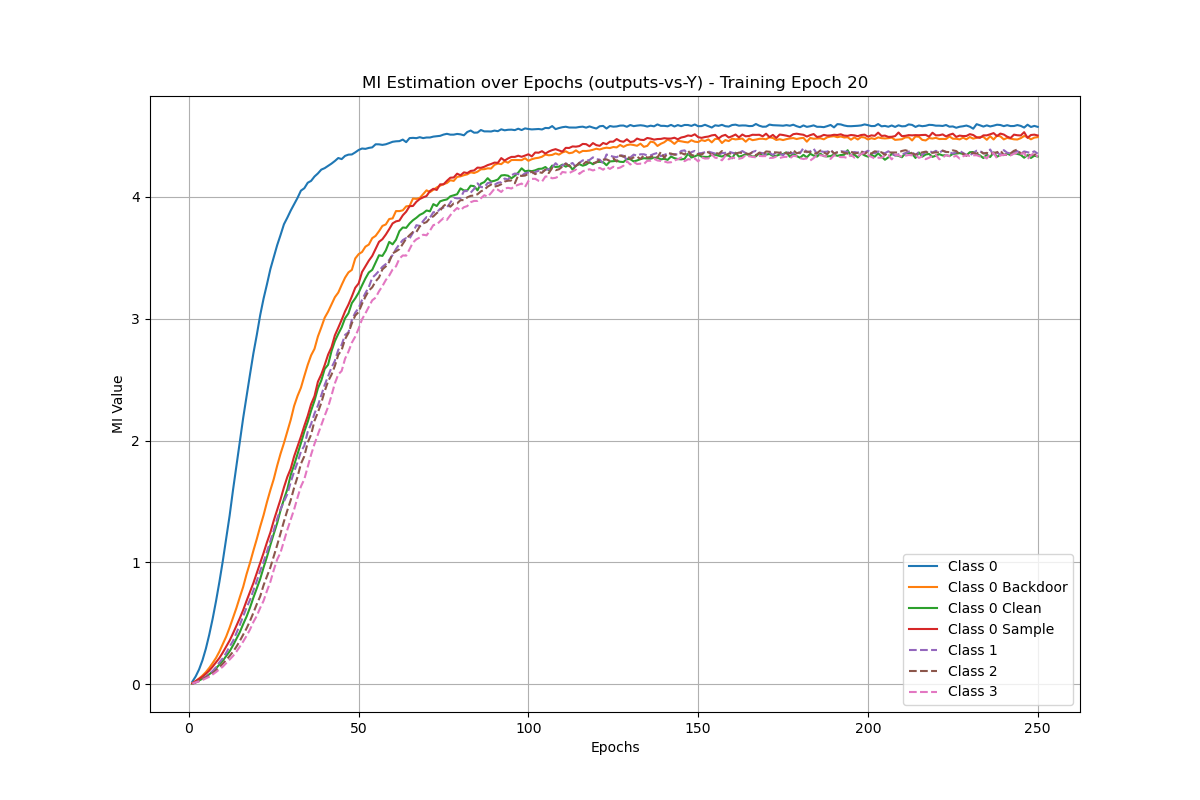 MI Estimation over Epochs (outputs-vs-Y) - Training Epoch 20
MI Value
4
3
2
1
0
0 50 100 150 200 250
Epochs
Class 0
Class 0 Backdoor
Class 0 Clean
Class 0 Sample
Class 1
Class 2
Class 3